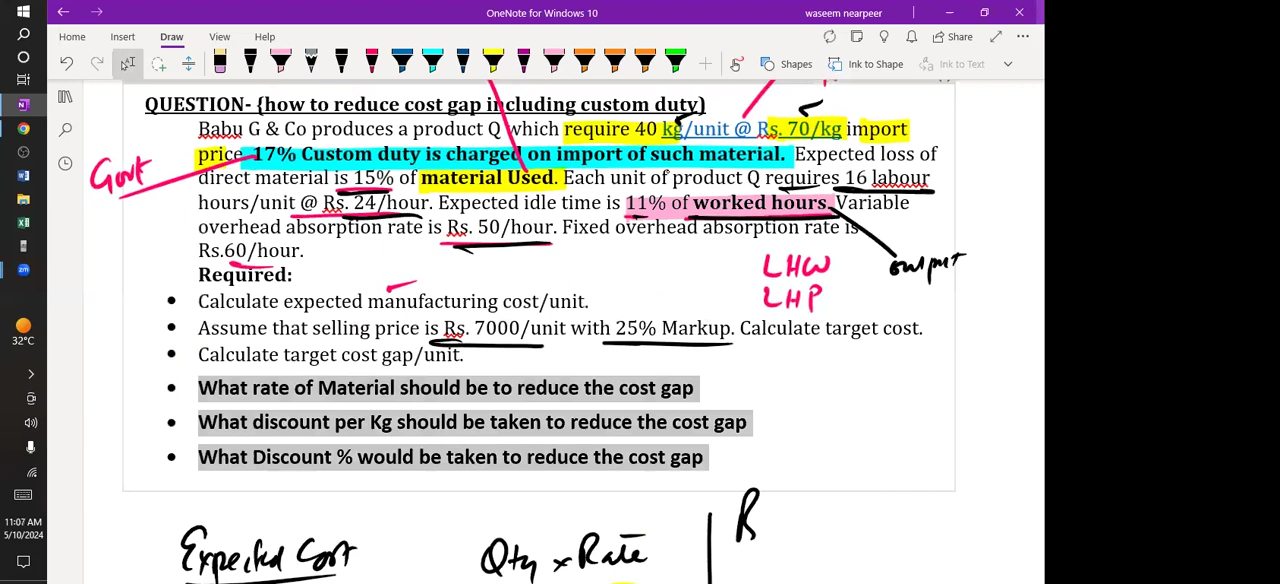 OneNote for Windows 10
waseem nearpeer
Home Insert Draw View Help
Share
Shapes Ink to Shape Ink to Text
QUESTION- {how to reduce cost gap including custom duty)
Babu G & Co produces a product Q which require 40 kg/unit @ Rs. 70/kg import
price. 17% Custom duty is charged on import of such material. Expected loss of
Govt
direct material is 15% of material Used. Each unit of product Q requires 16 labour
hours/unit @ Rs. 24/hour. Expected idle time is 11% of worked hours. Variable
overhead absorption rate is Rs. 50/hour. Fixed overhead absorption rate is
Rs.60/hour.
output
LHW
Required:
LHP
• Calculate expected manufacturing cost/unit.
• Assume that selling price is Rs. 7000/unit with 25% Markup. Calculate target cost.
• Calculate target cost gap/unit.
• What rate of Material should be to reduce the cost gap
• What discount per Kg should be taken to reduce the cost gap
• What Discount % would be taken to reduce the cost gap
Expected Cost Qty x Rate R
32°C
11:07 AM
5/10/2024